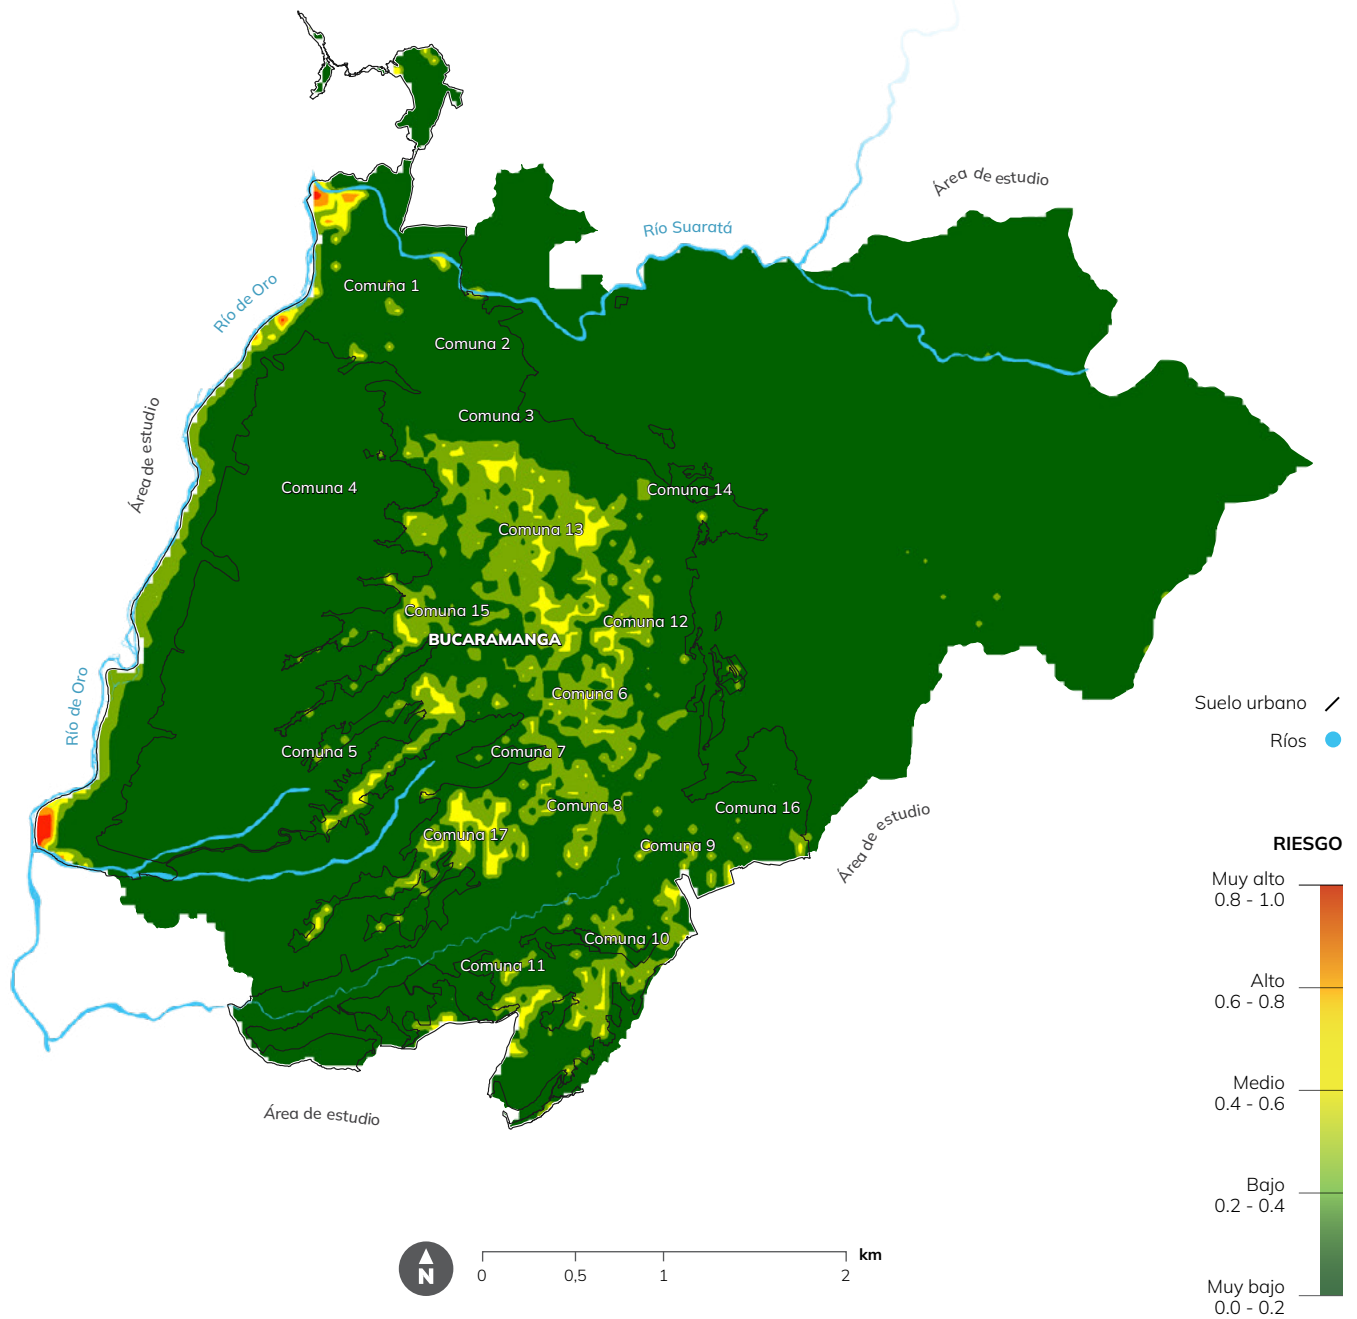 Área de estudio
Río Suaratá
Río de Oro
Comuna 1
Comuna 2
Comuna 3
Área de estudio
Comuna 4
Comuna 14
Comuna 13
Comuna 15
Comuna 12
BUCARAMANGA
Río de Oro
Comuna 6
Comuna 5
Comuna 7
Comuna 8
Comuna 16
Comuna 17
Comuna 9
Área de estudio
Comuna 10
Comuna 11
Área de estudio
Suelo urbano
Ríos
RIESGO
Muy alto
0.8 - 1.0
Alto
0.6 - 0.8
Medio
0.4 - 0.6
Bajo
0.2 - 0.4
Muy bajo
0.0 - 0.2
N
km
0 0,5 1 2